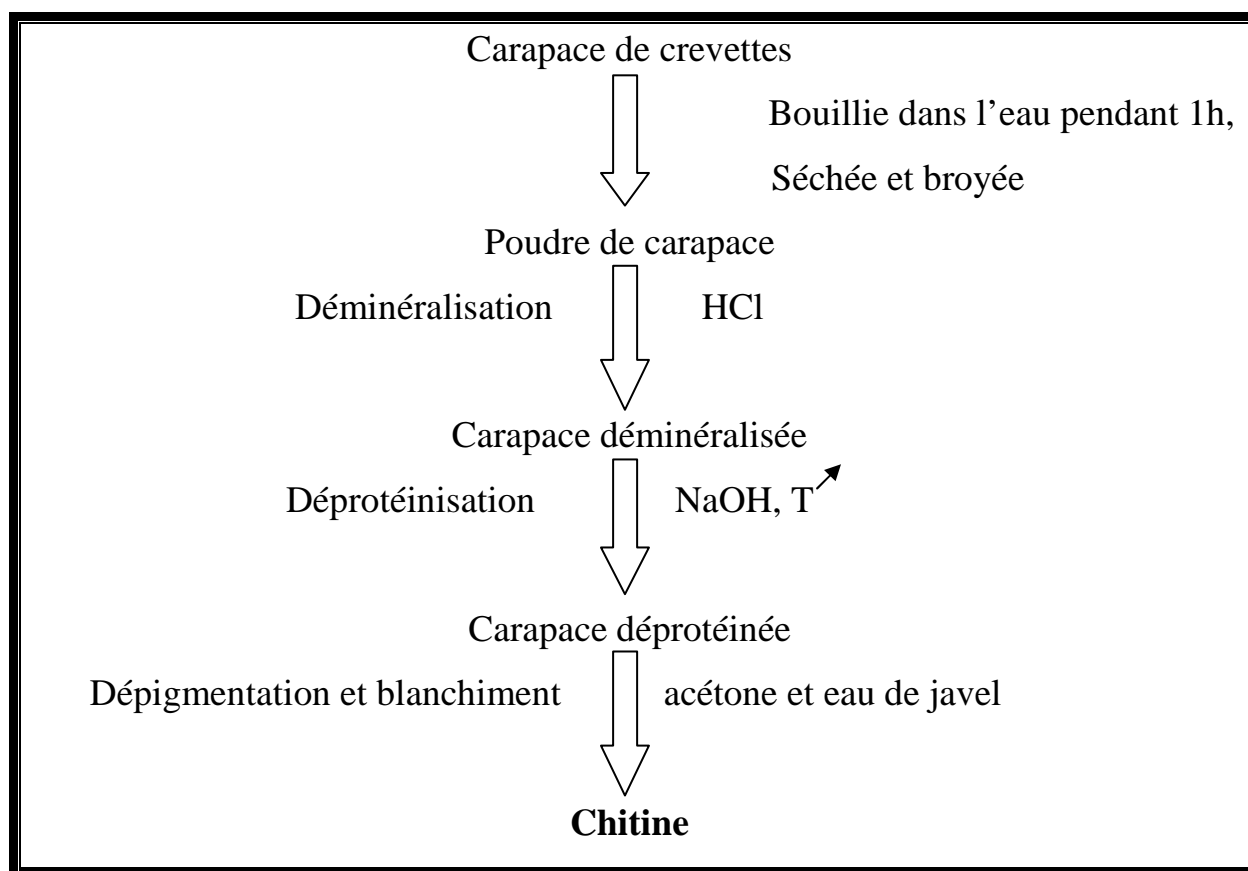 Carapace de crevettes
Bouillie dans l’eau pendant 1h,
Séchée et broyée
Poudre de carapace
Déminéralisation HCl
Carapace déminéralisée
Déprotéinisation NaOH, T
Carapace déprotéinée
Dépigmentation et blanchiment acétone et eau de javel
Chitine